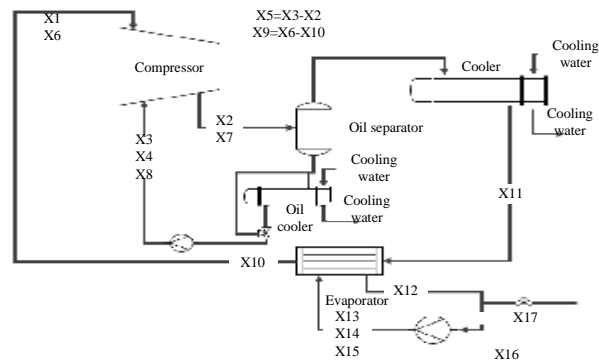 X1
X6
X5=X3-X2
X9=X6-X10
Compressor
Cooler
Cooling
water
Cooling
water
X2
X7
Oil separator
X3
X4
X8
Cooling
water
Cooling
water
Oil
cooler
X11
X10
X12
Evaporator
X13
X14
X15
X17
X16